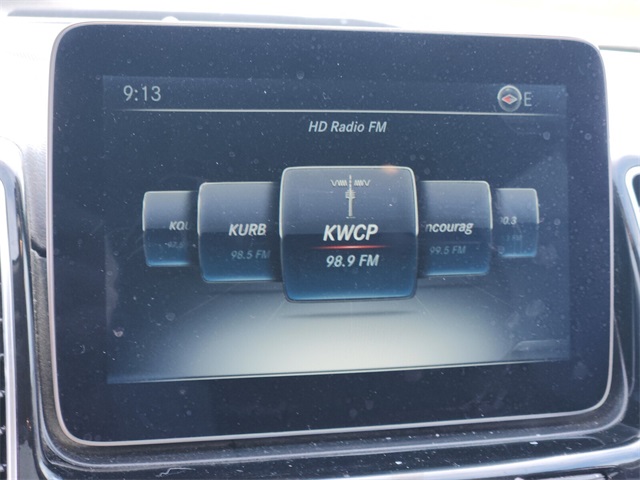 9:13
E
HD Radio FM
KURB
98.5 FM
KWCP
98.9 FM
ncourag
99.5 FM